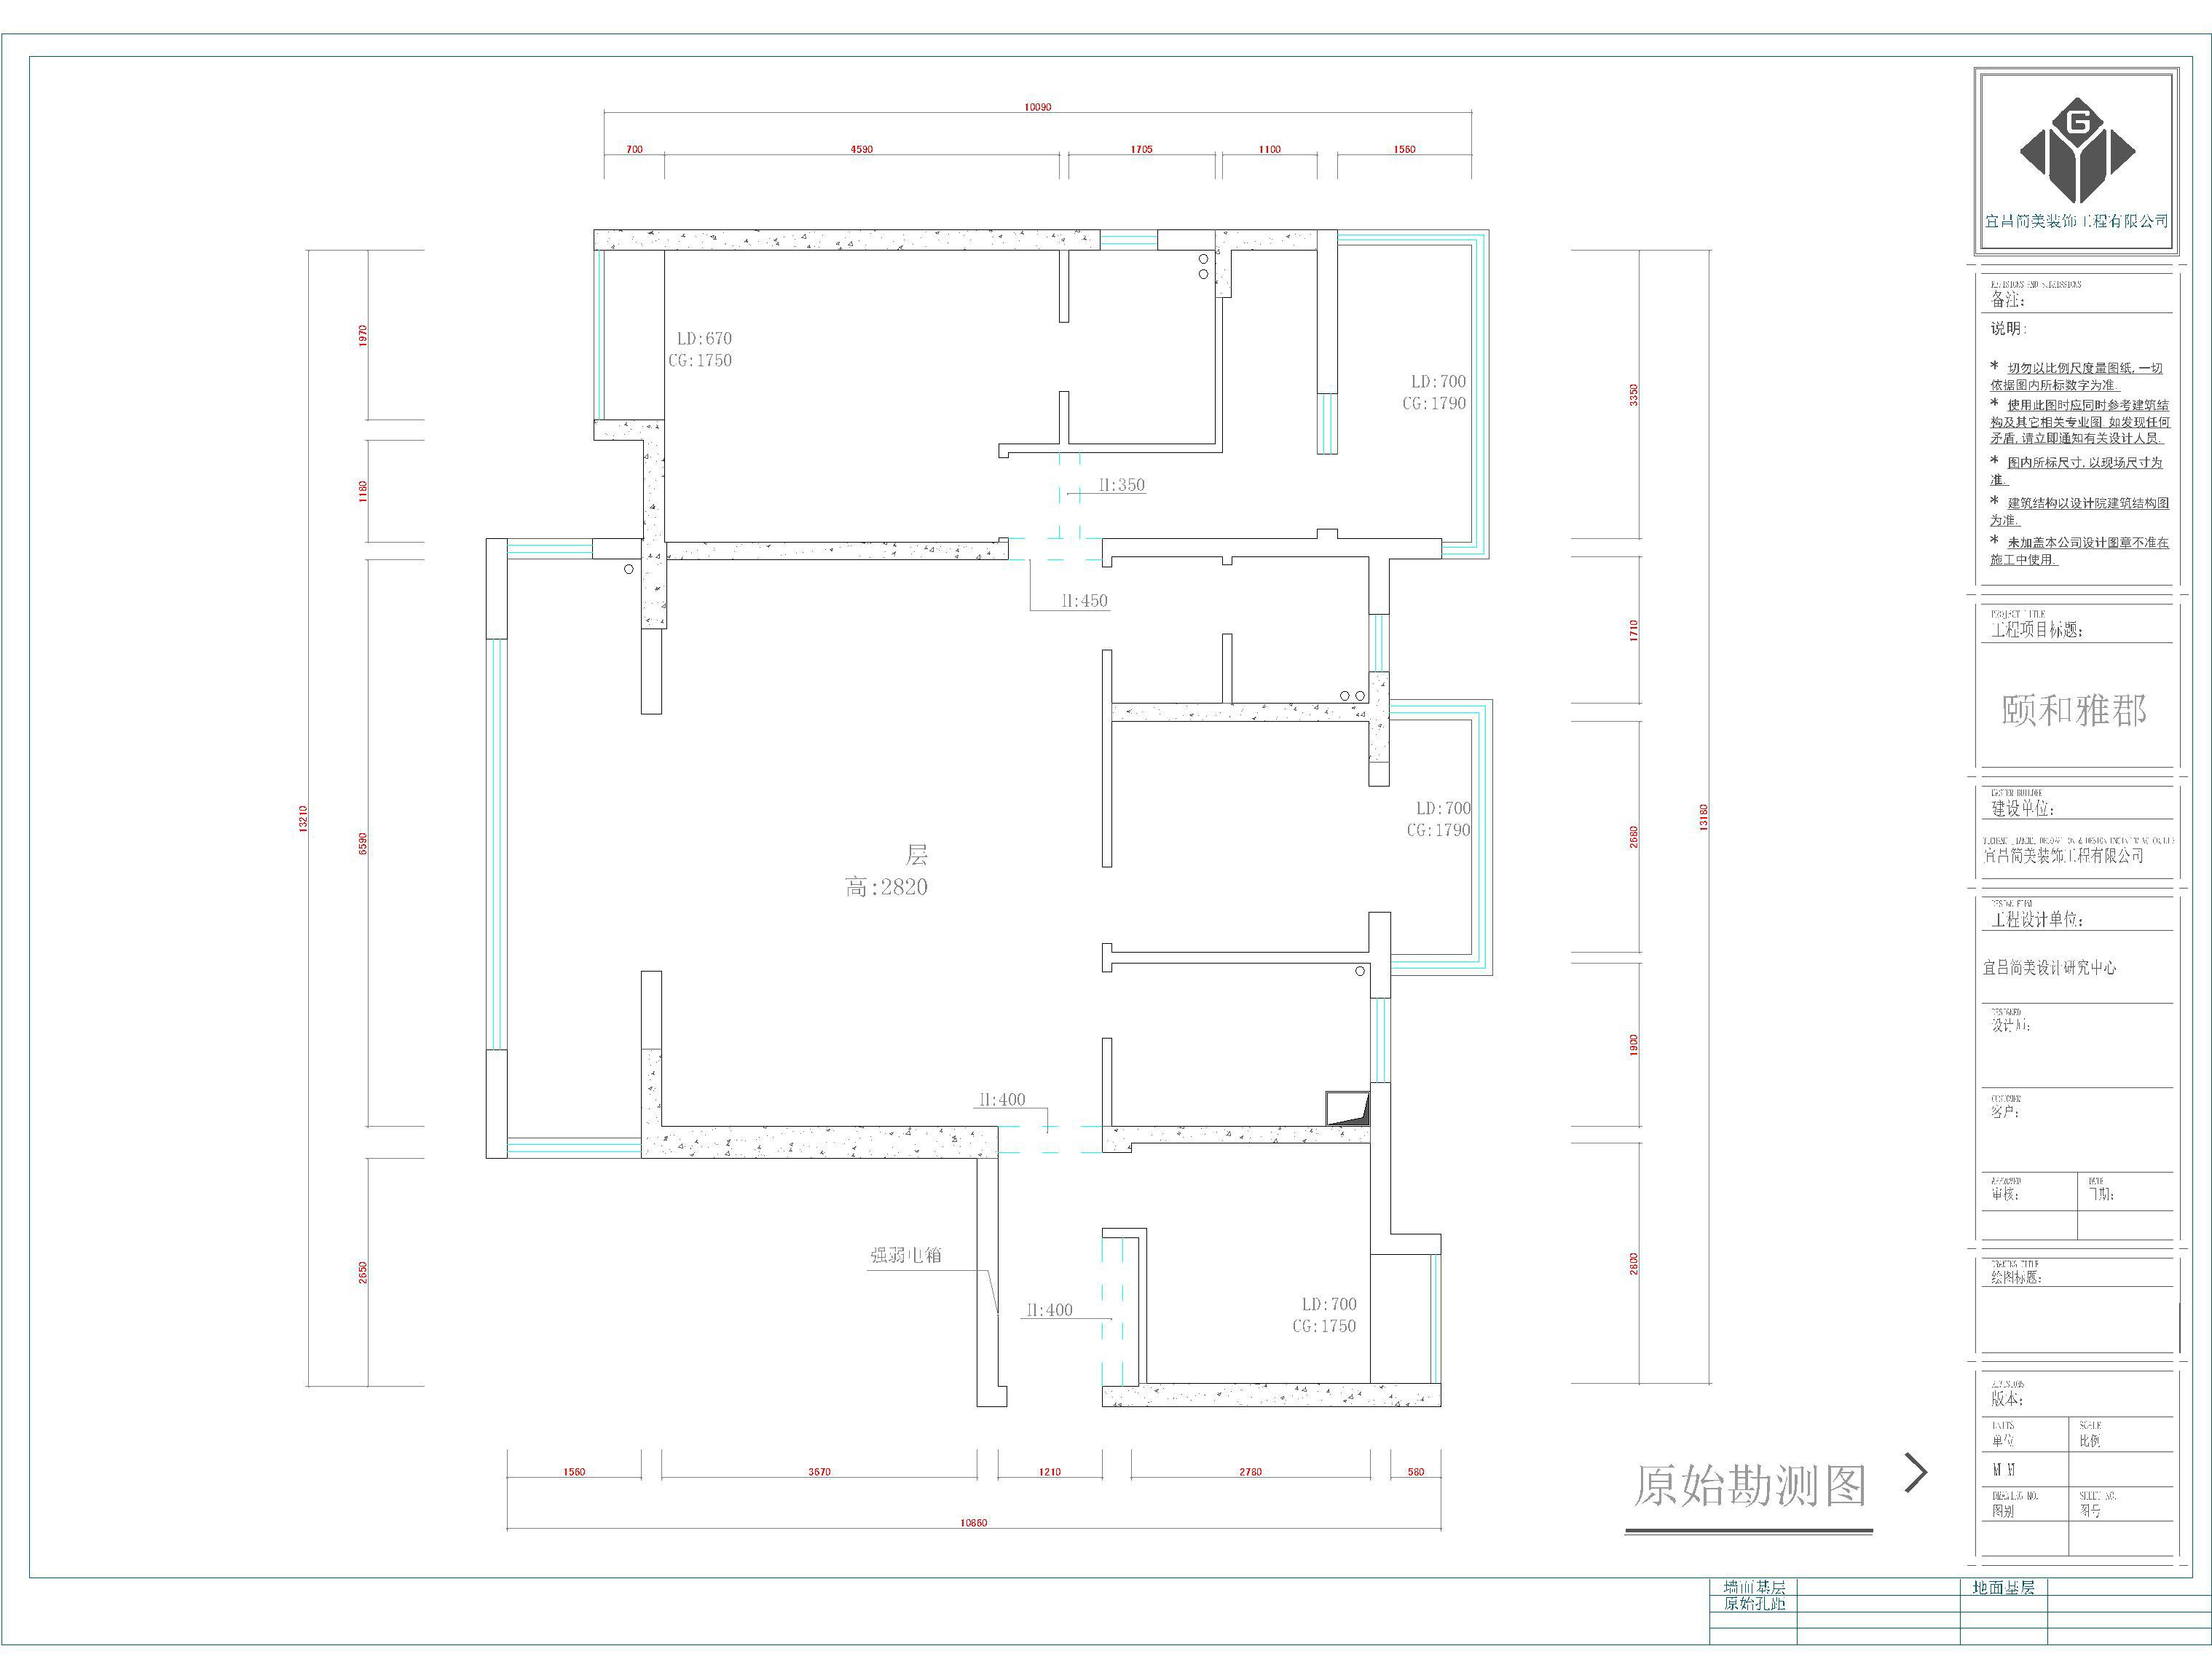 10090
700
4590
1705
1100
1560
G
宜昌简美装饰工程有限公司
备注:
说明:
* 切勿以比例尺度量图纸,一切
依据图内所标数字为准.
* 使用此图时应同时参考建筑结
构及其它相关专业图.如发现任何
矛盾,请立即通知有关设计人员.
* 图内所标尺寸,以现场尺寸为
准.
* 建筑结构以设计院建筑结构图
为准.
* 未加盖本公司设计图章不准在
施工中使用.
PROJECT TITLE
工程项目标题:
颐和雅郡
建设单位:
宜昌简美装饰工程有限公司
工程设计单位:
宜昌简美设计研究中心
DESIGNED
设计师:
CUSTOMER
客户:
APPROVED
审核:
DATE
日期:
DRAWING TITLE
绘图标题:
版本:
UNITS
单位
SCALE
比例
M M
DRAWING NO.
图别
SHEET NO.
图号
LD:670
CG:1750
LD:700
CG:1790
H:350
H:450
LD:700
CG:1790
层
高:2820
H:400
强弱电箱
H:400
LD:700
CG:1750
1970
1180
13210
6590
2650
3350
1710
2680
13160
1900
2800
1560
3670
1210
2780
580
10860
原始勘测图
墙面基层
地面基层
原始孔距